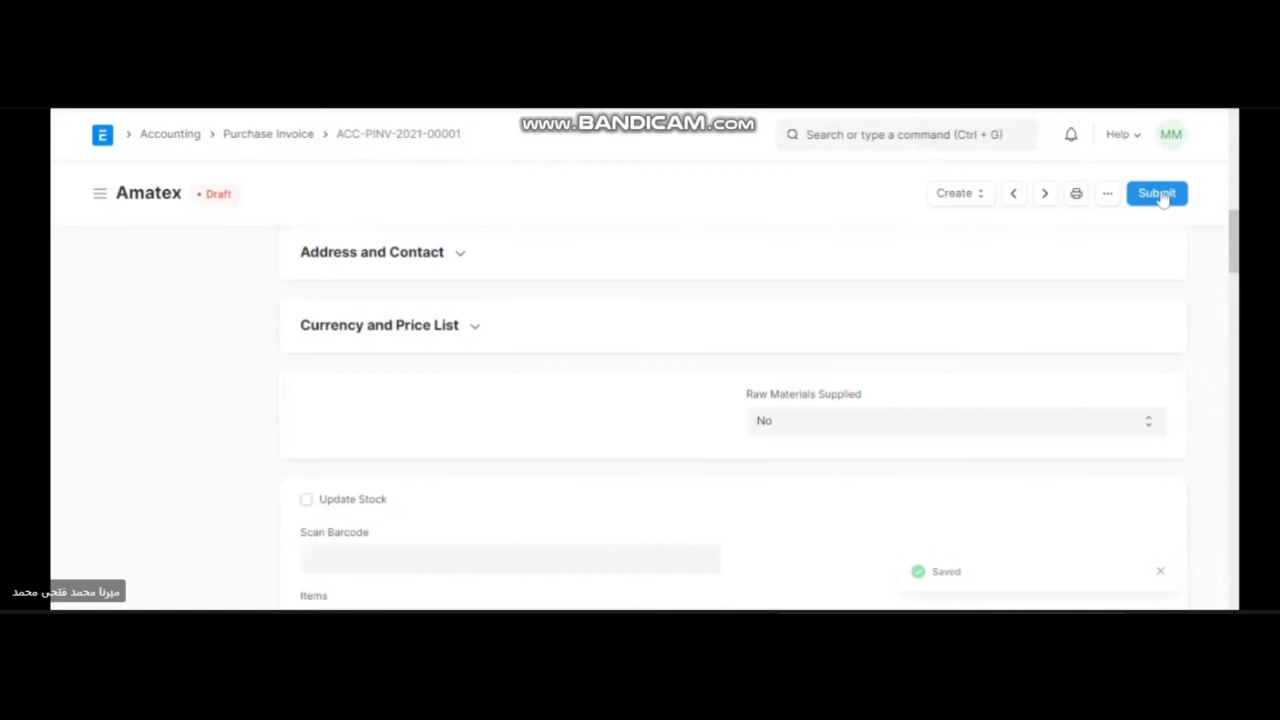 www.BANDICAM.com
E > Accounting > Purchase Invoice > ACC-PINV-2021-00001
Search or type a command (Ctrl + G)
Help
MM
Amatex
• Draft
Create
Submit
Address and Contact
Currency and Price List
Raw Materials Supplied
No
Update Stock
Scan Barcode
Saved
ميرنا محمد فتحى محمد
Items